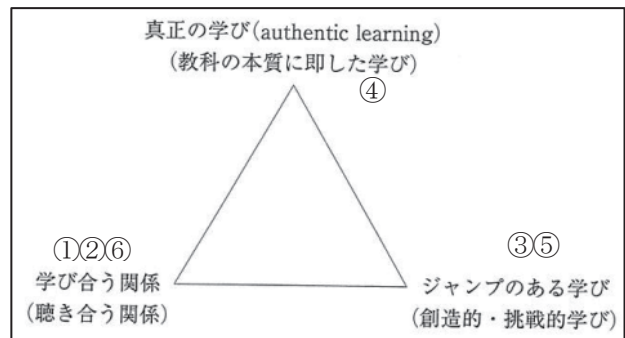 真正の学び(authentic learning)
(教科の本質に即した学び)
④
①②⑥
学び合う関係
(聴き合う関係)
③⑤
ジャンプのある学び
(創造的・挑戦的学び)